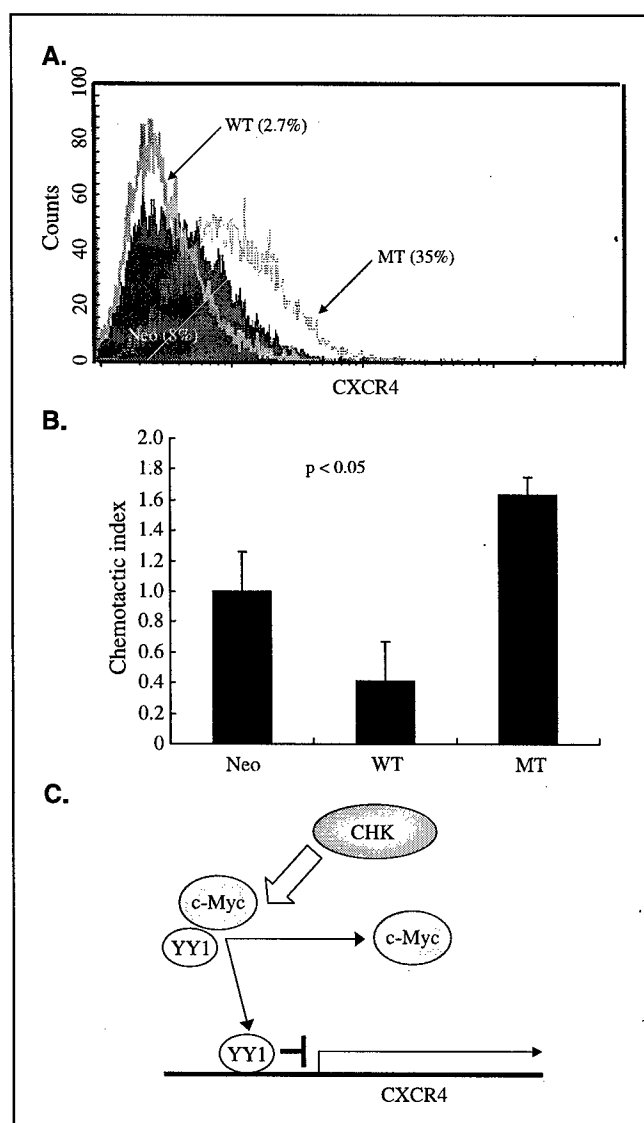 A.
100
80
60
40
20
0
Counts
WT (2.7%)
MT (35%)
Neo (8%)
CXCR4
B.
2.0
1.8
1.6
1.4
1.2
1.0
0.8
0.6
0.4
0.2
0
Chemotactic index
p < 0.05
Neo WT MT
C.
CHK
c-Myc
YY1
c-Myc
YY1
CXCR4